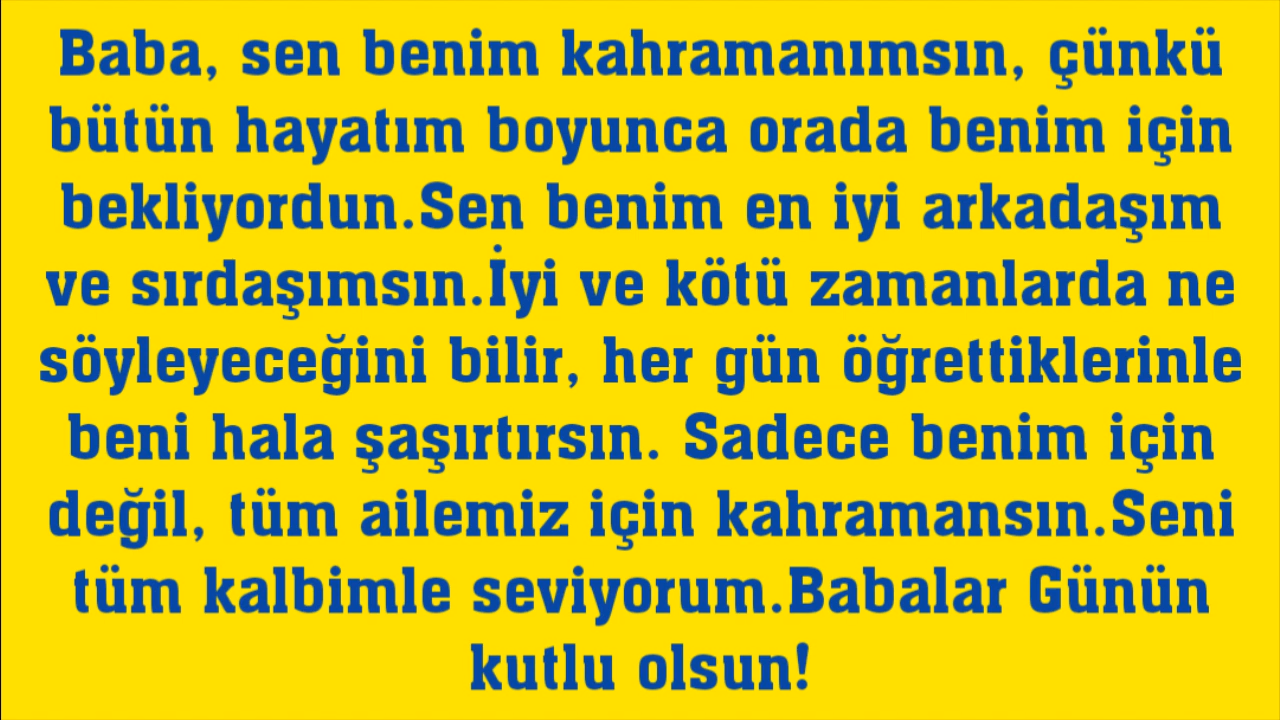 Baba, sen benim kahramanımsın, çünkü
bütün hayatım boyunca orada benim için
bekliyordun.Sen benim en iyi arkadaşım
ve sırdaşımsın.İyi ve kötü zamanlarda ne
söyleyeceğini bilir, her gün öğrettiklerinle
beni hala şaşırtırsın. Sadece benim için
değil, tüm ailemiz için kahramansın.Seni
tüm kalbimle seviyorum.Babalar Günün
kutlu olsun!